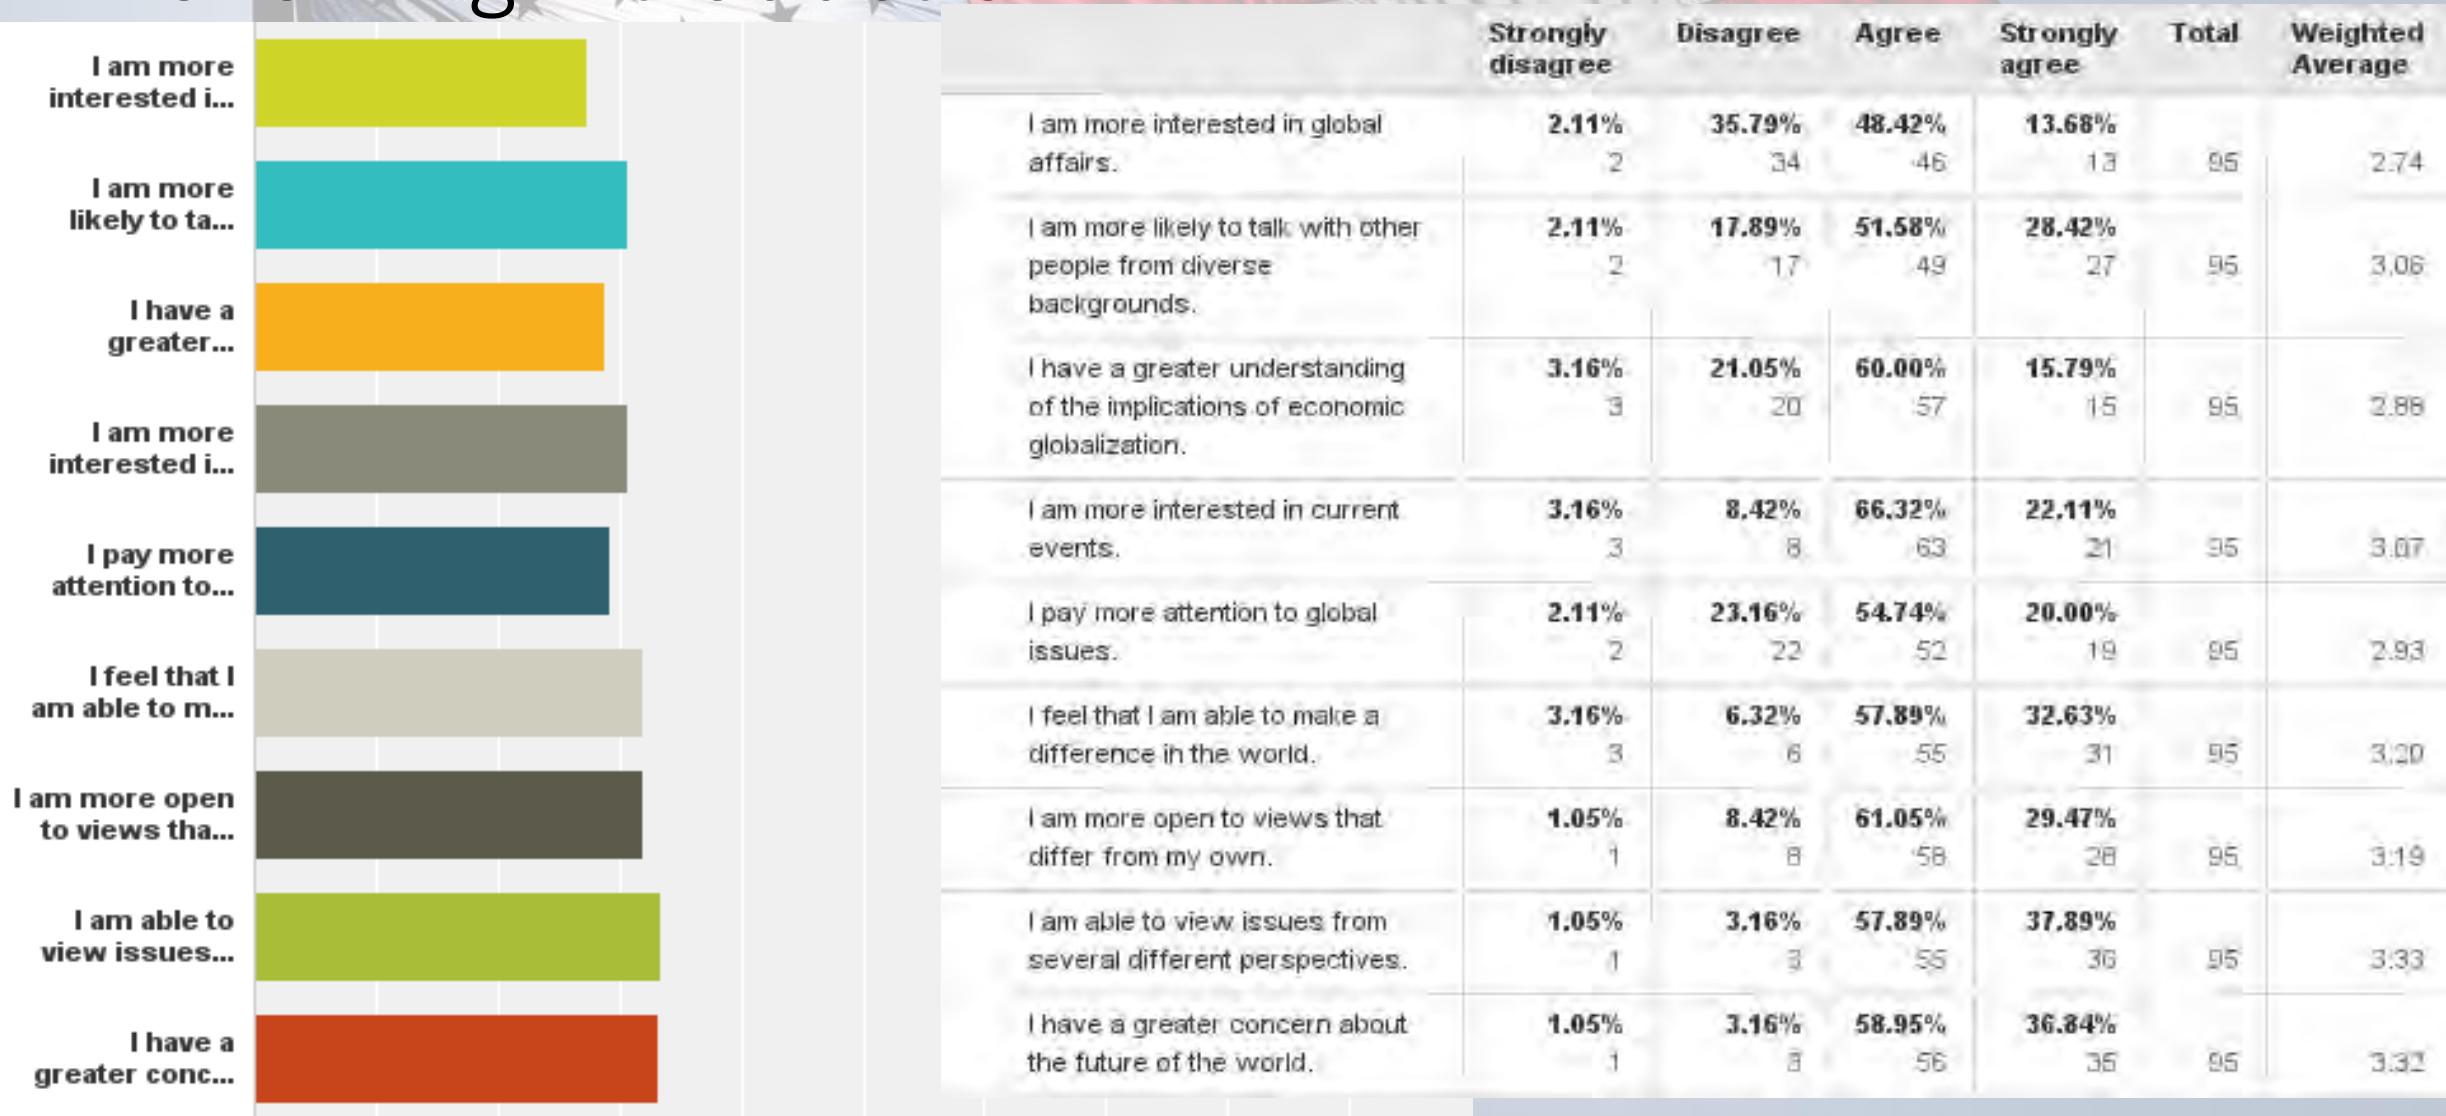 I am more
interested i...
I am more
likely to ta...
I have a
greater...
I am more
interested i...
I pay more
attention to...
I feel that I
am able to m...
I am more open
to views tha...
I am able to
view issues...
I have a
greater conc...
Strongly disagree Disagree Agree Strongly agree Total Weighted Average
I am more interested in global 2.11% 35.79% 48.42% 13.68%
affairs. 2 34 46 13 95 2.74
I am more likely to talk with other 2.11% 17.89% 51.58% 28.42%
people from diverse 2 17 49 27 95 3.06
backgrounds.
I have a greater understanding 3.16% 21.05% 60.00% 15.79%
of the implications of economic 3 20 57 15 95 2.88
globalization.
I am more interested in current 3.16% 8.42% 66.32% 22.11%
events. 3 8 63 21 95 3.07
I pay more attention to global 2.11% 23.16% 54.74% 20.00%
issues. 2 22 52 19 95 2.93
I feel that I am able to make a 3.16% 6.32% 57.89% 32.63%
difference in the world. 3 6 55 31 95 3.20
I am more open to views that 1.05% 8.42% 61.05% 29.47%
differ from my own. 1 8 58 28 95 3.19
I am able to view issues from 1.05% 3.16% 57.89% 37.89%
several different perspectives. 1 3 55 36 95 3.33
I have a greater concern about 1.05% 3.16% 58.95% 36.84%
the future of the world. 1 3 56 35 95 3.32